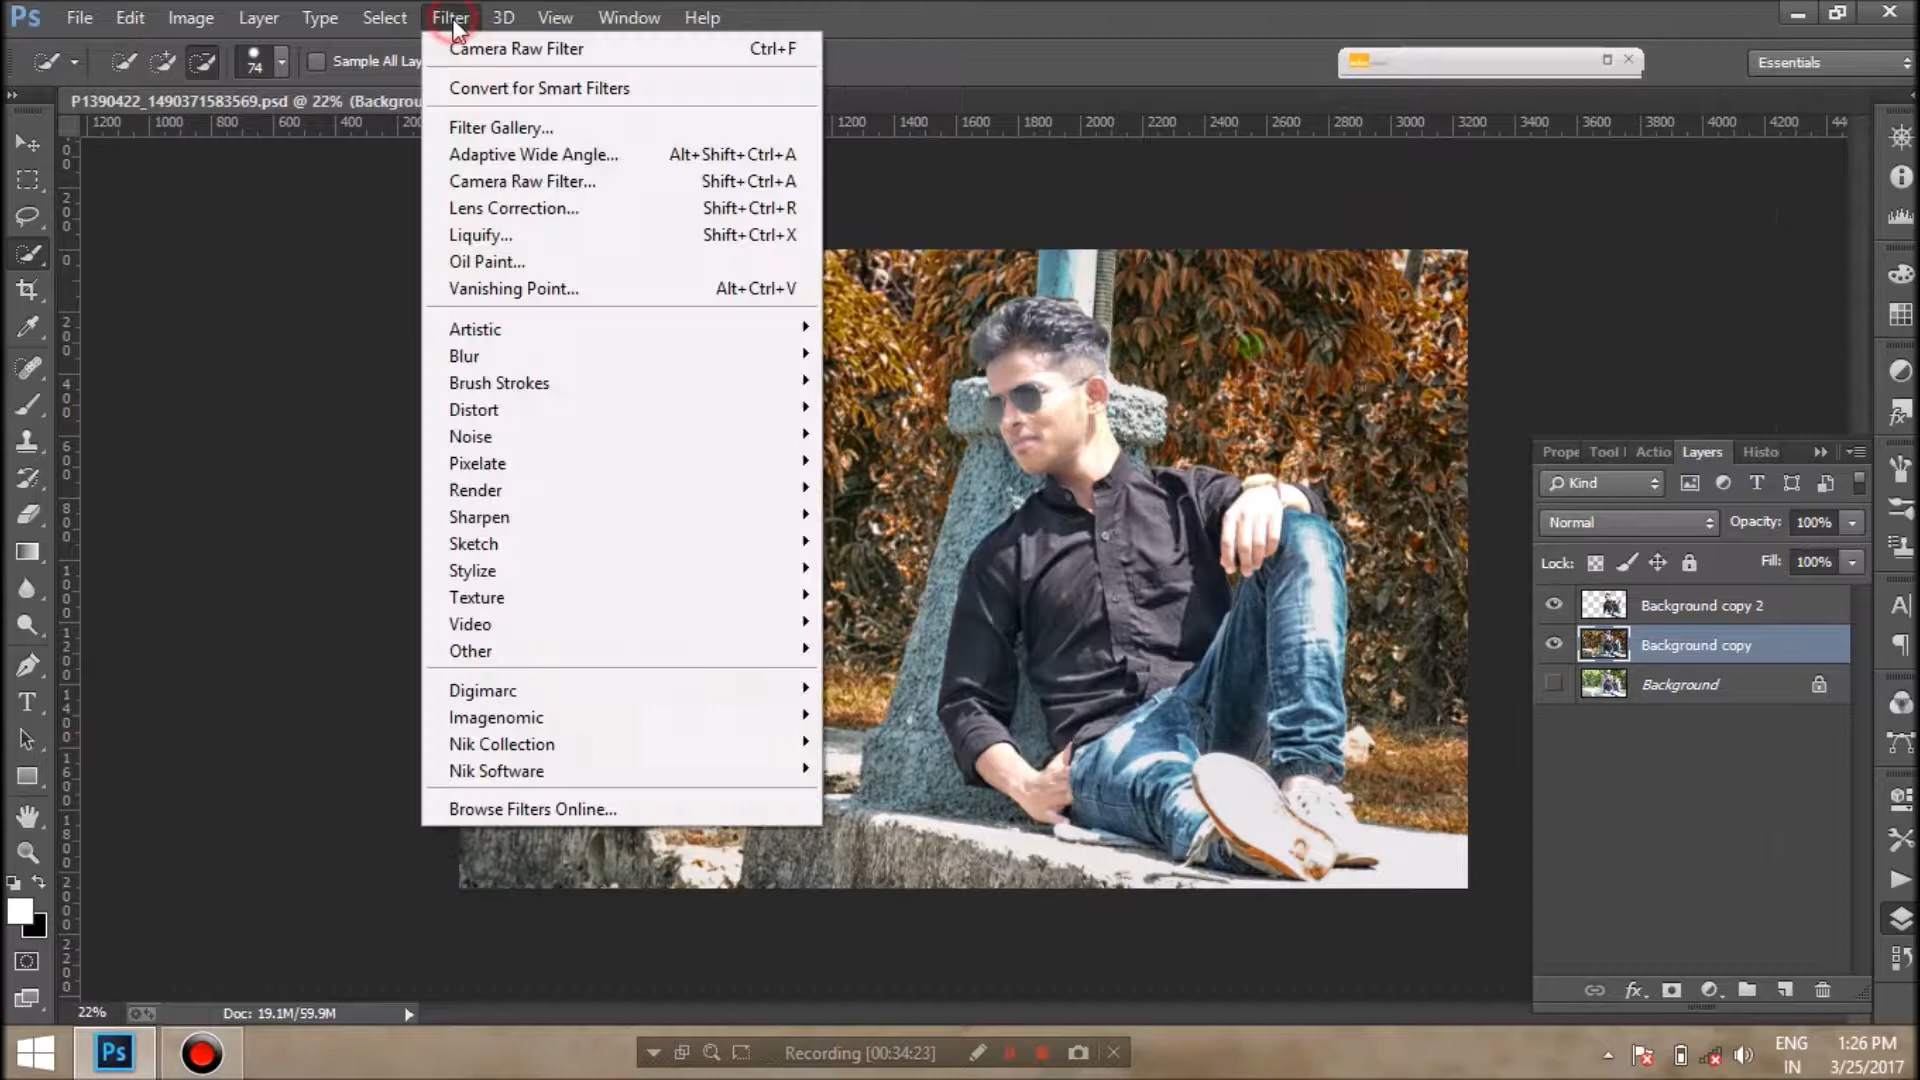 Ps File Edit Image Layer Type Select Filter 3D View Window Help
74 Sample All Lay Essentials
P1390422_1490371583569.psd @ 22% (Backgrou
1200 1000 800 600 400 200 1200 1400 1600 1800 2000 2200 2400 2600 2800 3000 3200 3400 3600 3800 4000 4200 44
Camera Raw Filter Ctrl+F
Convert for Smart Filters
Filter Gallery...
Adaptive Wide Angle... Alt+Shift+Ctrl+A
Camera Raw Filter... Shift+Ctrl+A
Lens Correction... Shift+Ctrl+R
Liquify... Shift+Ctrl+X
Oil Paint...
Vanishing Point... Alt+Ctrl+V
Artistic
Blur
Brush Strokes
Distort
Noise
Pixelate
Render
Sharpen
Sketch
Stylize
Texture
Video
Other
Digimarc
Imagenomic
Nik Collection
Nik Software
Browse Filters Online...
Prope Tool Actio Layers Histo
Kind
Normal Opacity: 100%
Lock: Fill: 100%
Background copy 2
Background copy
Background
fx
22% Doc: 19.1M/59.9M
Ps Recording [00:34:23] ENG 1:26 PM
IN 3/25/2017